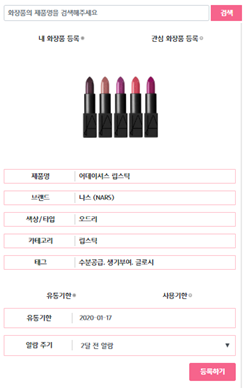 화장품의 제품명을 검색해주세요 검색
내 화장품 등록 관심 화장품 등록
제품명 어데이셔스 립스틱
브랜드 나스 (NARS)
색상/타입 오드리
카테고리 립스틱
태그 수분공급, 생기부여, 글로시
유통기한 사용기한
유통기한 2020-01-17
알람 주기 2달 전 알람
등록하기